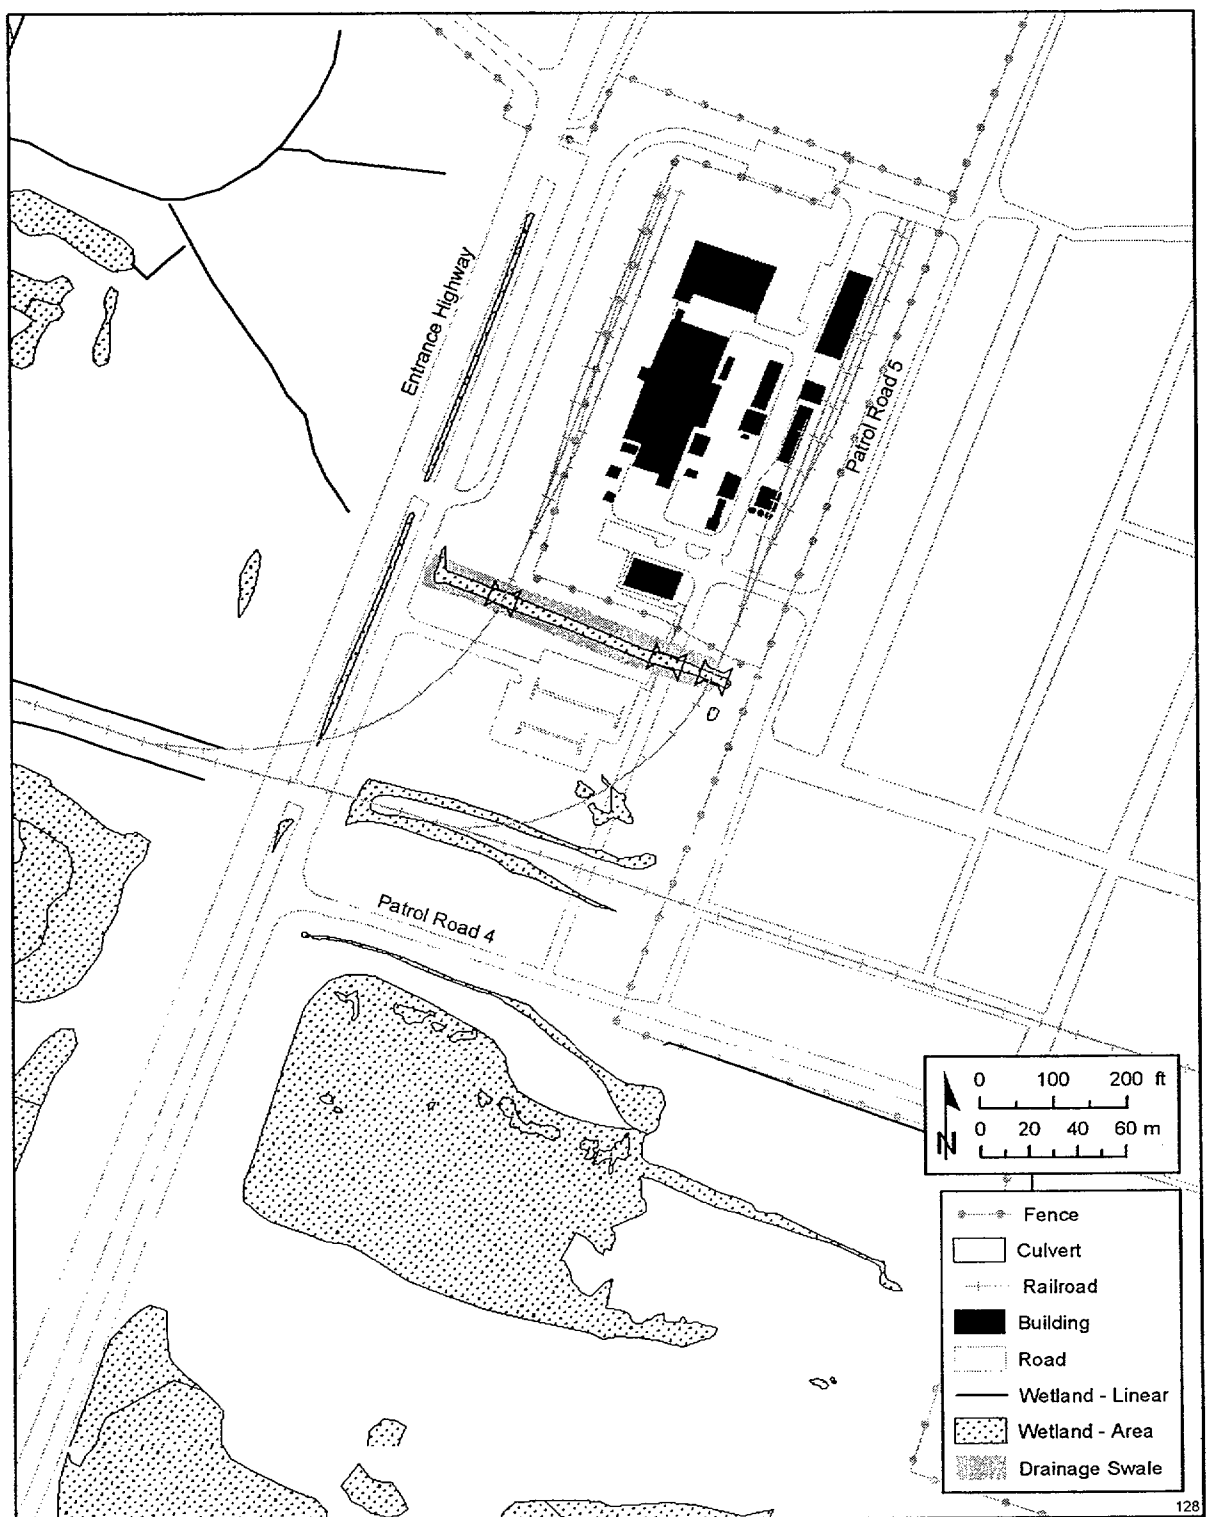 Entrance Highway
Patrol Road 5
Patrol Road 4
0 100 200 ft
0 20 40 60 m
N
Fence
Culvert
Railroad
Building
Road
Wetland - Linear
Wetland - Area
Drainage Swale
128